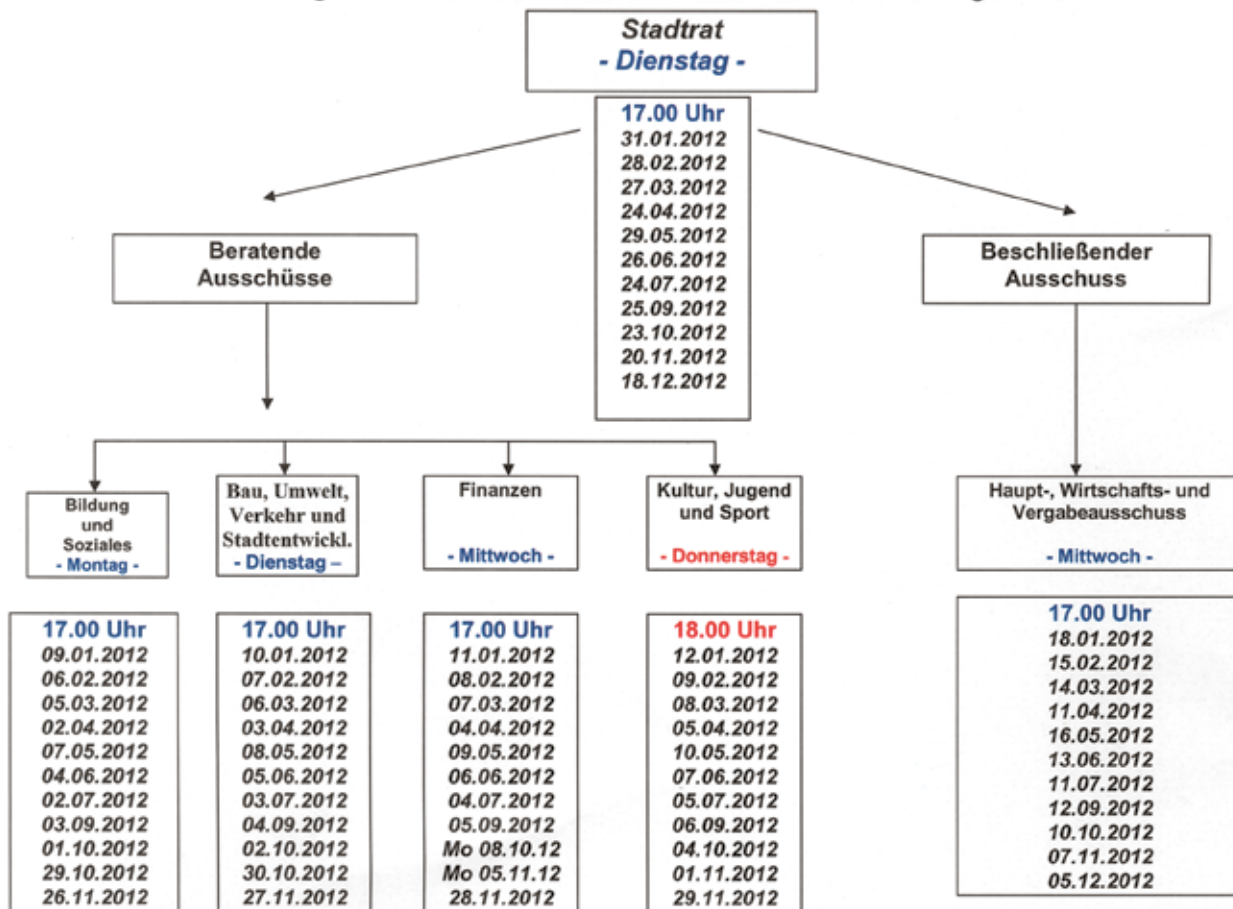 Stadtrat
- Dienstag -
17.00 Uhr
31.01.2012
28.02.2012
27.03.2012
24.04.2012
29.05.2012
26.06.2012
24.07.2012
25.09.2012
23.10.2012
20.11.2012
18.12.2012
Beratende
Ausschüsse
Beschließender
Ausschuss
Bildung
und
Soziales
- Montag -
17.00 Uhr
09.01.2012
06.02.2012
05.03.2012
02.04.2012
07.05.2012
04.06.2012
02.07.2012
03.09.2012
01.10.2012
29.10.2012
26.11.2012
Bau, Umwelt,
Verkehr und
Stadtentwickl.
- Dienstag –
17.00 Uhr
10.01.2012
07.02.2012
06.03.2012
03.04.2012
08.05.2012
05.06.2012
03.07.2012
04.09.2012
02.10.2012
30.10.2012
27.11.2012
Finanzen
- Mittwoch -
17.00 Uhr
11.01.2012
08.02.2012
07.03.2012
04.04.2012
09.05.2012
06.06.2012
04.07.2012
05.09.2012
Mo 08.10.12
Mo 05.11.12
28.11.2012
Kultur, Jugend
und Sport
- Donnerstag -
18.00 Uhr
12.01.2012
09.02.2012
08.03.2012
05.04.2012
10.05.2012
07.06.2012
05.07.2012
06.09.2012
04.10.2012
01.11.2012
29.11.2012
Haupt-, Wirtschafts- und
Vergabeausschuss
- Mittwoch -
17.00 Uhr
18.01.2012
15.02.2012
14.03.2012
11.04.2012
16.05.2012
13.06.2012
11.07.2012
12.09.2012
10.10.2012
07.11.2012
05.12.2012